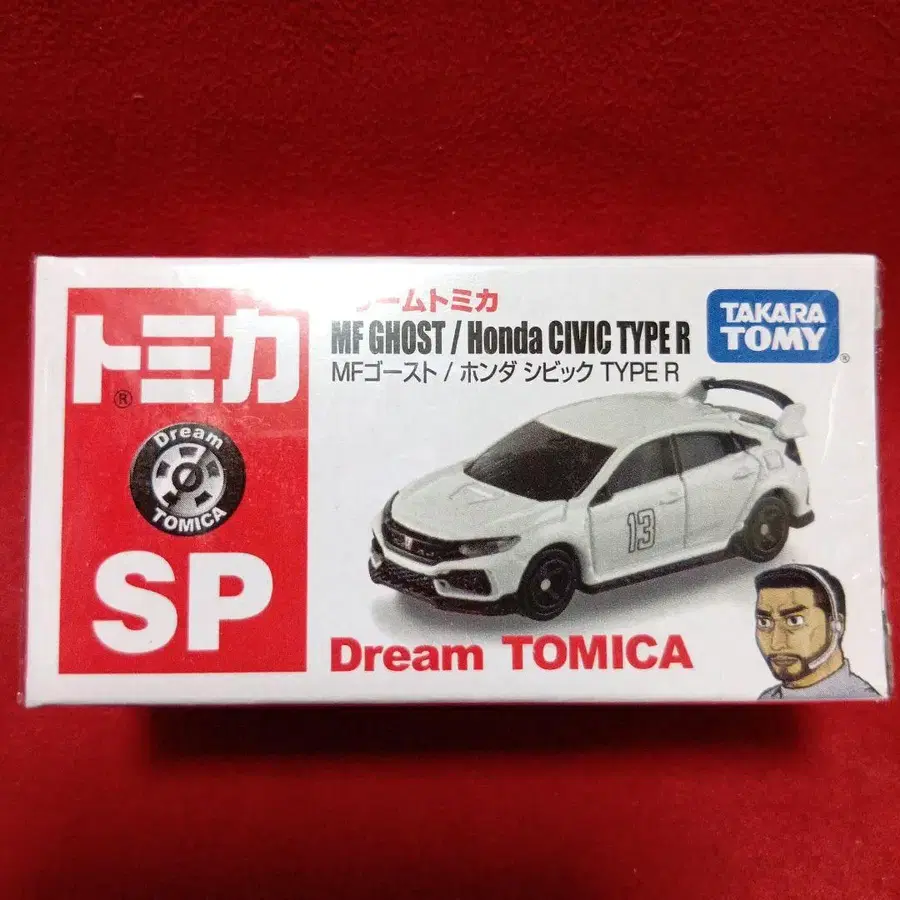 トミカ
®
Dream
TOMICA
SP
ームトミカ
MF GHOST / Honda CIVIC TYPE R
MFゴースト / ホンダ シビック TYPE R
TAKARA
TOMY
®
13
Dream TOMICA